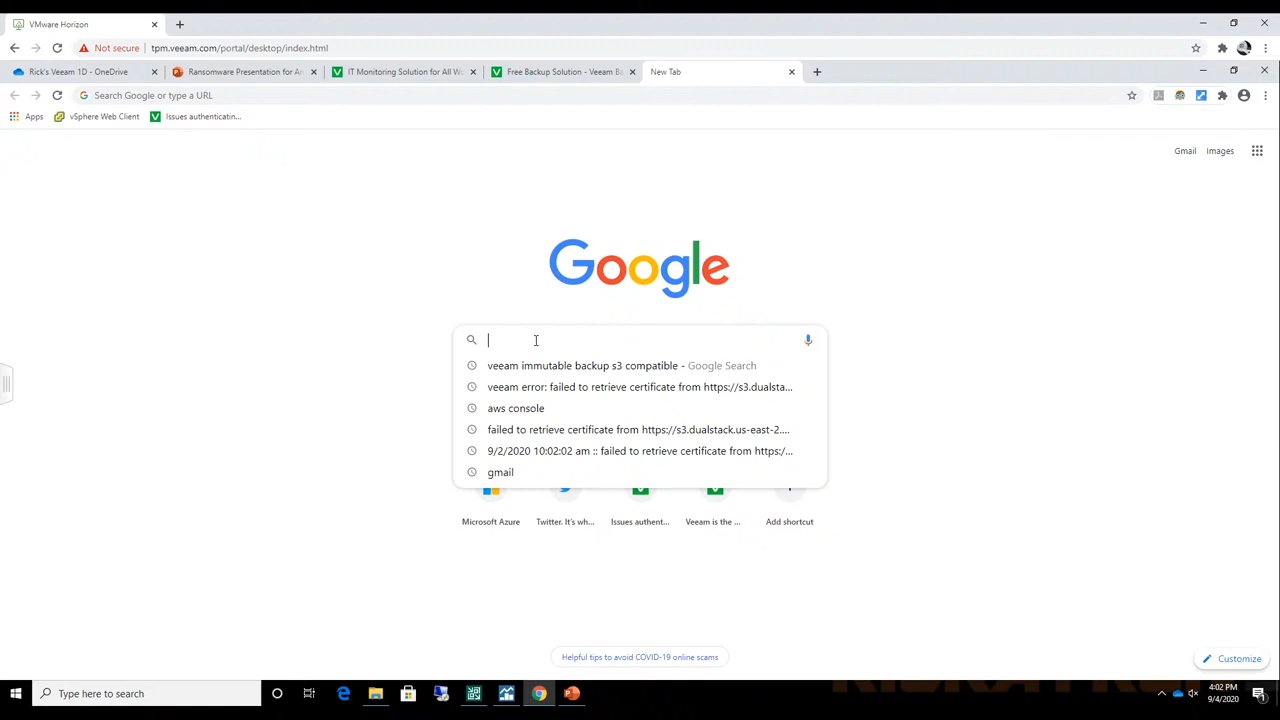 VMware Horizon
Not secure tpm.veeam.com/portal/desktop/index.html
Rick's Veeam 1D - OneDrive
Ransomware Presentation for An
IT Monitoring Solution for All Wo
Free Backup Solution - Veeam Ba
New Tab
Search Google or type a URL
Apps
vSphere Web Client
Issues authenticatin...
Gmail
Images
Google
veeam immutable backup s3 compatible - Google Search
veeam error: failed to retrieve certificate from https://s3.dualsta...
aws console
failed to retrieve certificate from https://s3.dualstack.us-east-2....
9/2/2020 10:02:02 am :: failed to retrieve certificate from https:/...
gmail
Microsoft Azure
Twitter. It's wh...
Issues authent...
Veeam is the ...
Add shortcut
Helpful tips to avoid COVID-19 online scams
Customize
Type here to search
4:02 PM
9/4/2020